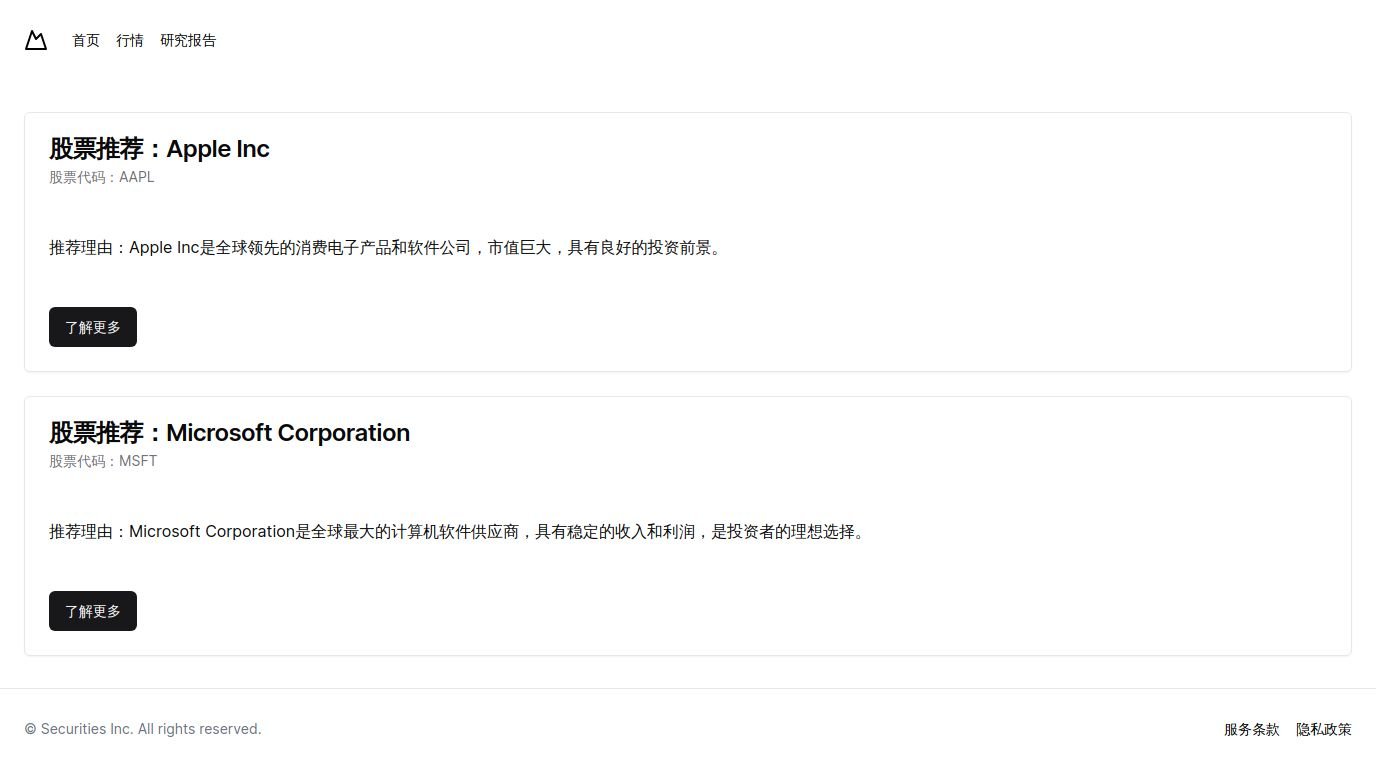 首页 行情 研究报告
股票推荐：Apple Inc
股票代码：AAPL
推荐理由：Apple Inc是全球领先的消费电子产品和软件公司，市值巨大，具有良好的投资前景。
了解更多
股票推荐：Microsoft Corporation
股票代码：MSFT
推荐理由：Microsoft Corporation是全球最大的计算机软件供应商，具有稳定的收入和利润，是投资者的理想选择。
了解更多
© Securities Inc. All rights reserved. 服务条款 隐私政策